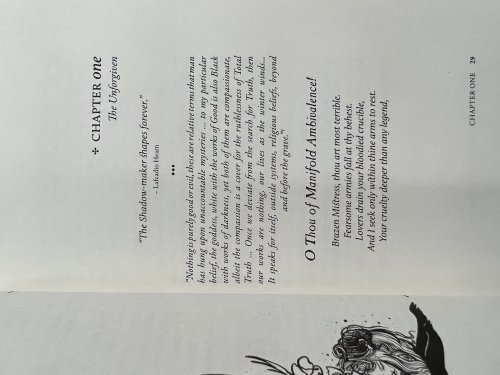 ✣ CHAPTER one
The Unforgiven
"The Shadow-maker shapes forever."
– Lafcadio Hearn
•••
"Nothing is purely good or evil, those are relative terms that man
has hung upon unaccountable mysteries ... to my particular
belief, the goddess, white with the works of Good is also Black
with works of darkness, yet both of them are compassionate,
albeit the compassion is a cover for the ruthlessness of Total
Truth ... Once we deviate from the search for Truth, then
our works are nothing, our lives as the winter winds...
It speaks for itself, outside systems, religious beliefs, beyond
and before the grave."¹
O Thou of Manifold Ambivalence!
Brazen Mistress, thou art most terrible.
Fearsome armies fall at thy behest.
Lovers drain your bloodied crucible,
And I seek only within thine arms to rest.
Your cruelty deeper than any legend,
CHAPTER ONE 29